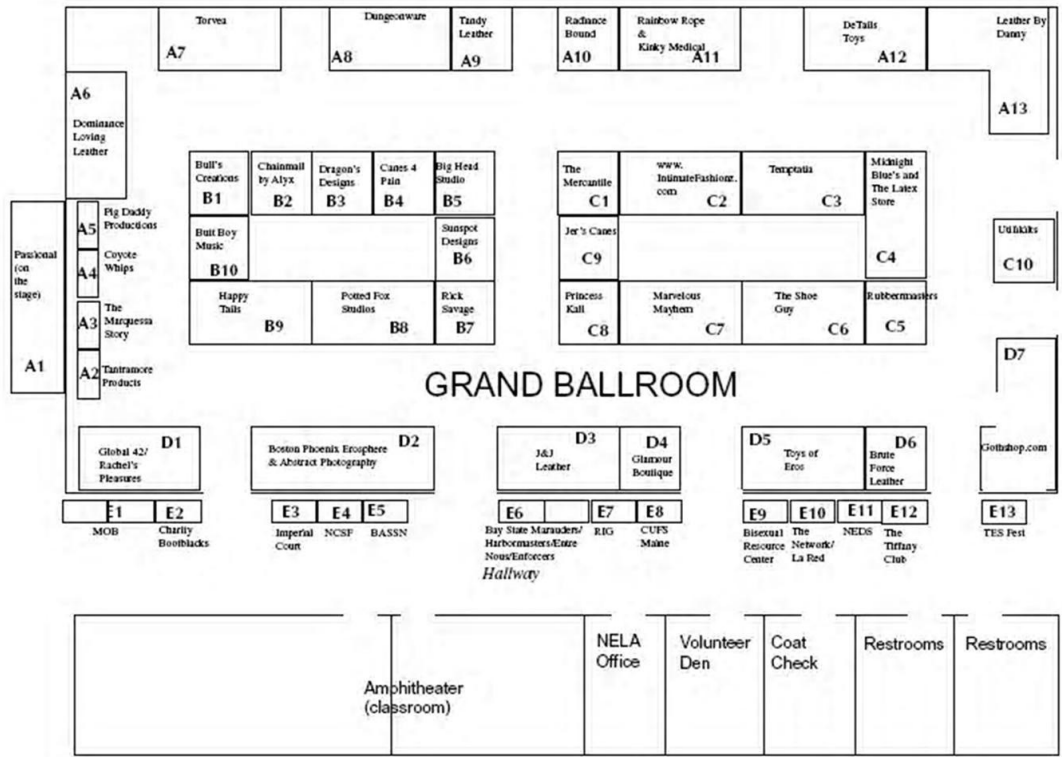 Torvea
A7
Dungeonware
A8
Tandy
Leather
A9
Radiance
Bound
A10
Rainbow Rope
&
Kinky Medical
A11
DeTails
Toys
A12
Leather By
Danny
A13
A6
Dominance
Loving
Leather
Passional
(on
the
stage)
A1
A5
Pig Daddy
Productions
A4
Coyote
Whips
A3
The
Marquessa
Story
A2
Tantramore
Products
Bull's
Creations
B1
Chainmail
by Alyx
B2
Dragon's
Designs
B3
Canes 4
Pain
B4
Big Head
Studio
B5
Butt Boy
Music
B10
Sunspot
Designs
B6
Happy
Tails
B9
Potted Fox
Studios
B8
Rick
Savage
B7
The
Mercantile
C1
www.
IntimateFashionz.
com
C2
Temptatia
C3
Midnight
Blue's and
The Latex
Store
C4
Jer's Canes
C9
Princess
Kali
C8
Marvelous
Mayhem
C7
The Shoe
Guy
C6
Rubbermasters
C5
Utilikilts
C10
D7
GRAND BALLROOM
D1
Global 42/
Rachel's
Pleasures
D2
Boston Phoenix Erosphere
& Abstract Photography
D3
J&J
Leather
D4
Glamour
Boutique
D5
Toys of
Eros
D6
Brute
Force
Leather
Gothshop.com
E1
MOB
E2
Charity
Bootblacks
E3
Imperial
Court
E4
NCSF
E5
BASSN
E6
Bay State Marauders/
Harbormasters/Entre
Nous/Enforcers
E7
RIG
E8
CUFS
Maine
E9
Bisexual
Resource
Center
E10
The
Network/
La Red
E11
NEDS
E12
The
Tiffany
Club
E13
TES Fest
Hallway
Amphitheater
(classroom)
NELA
Office
Volunteer
Den
Coat
Check
Restrooms
Restrooms